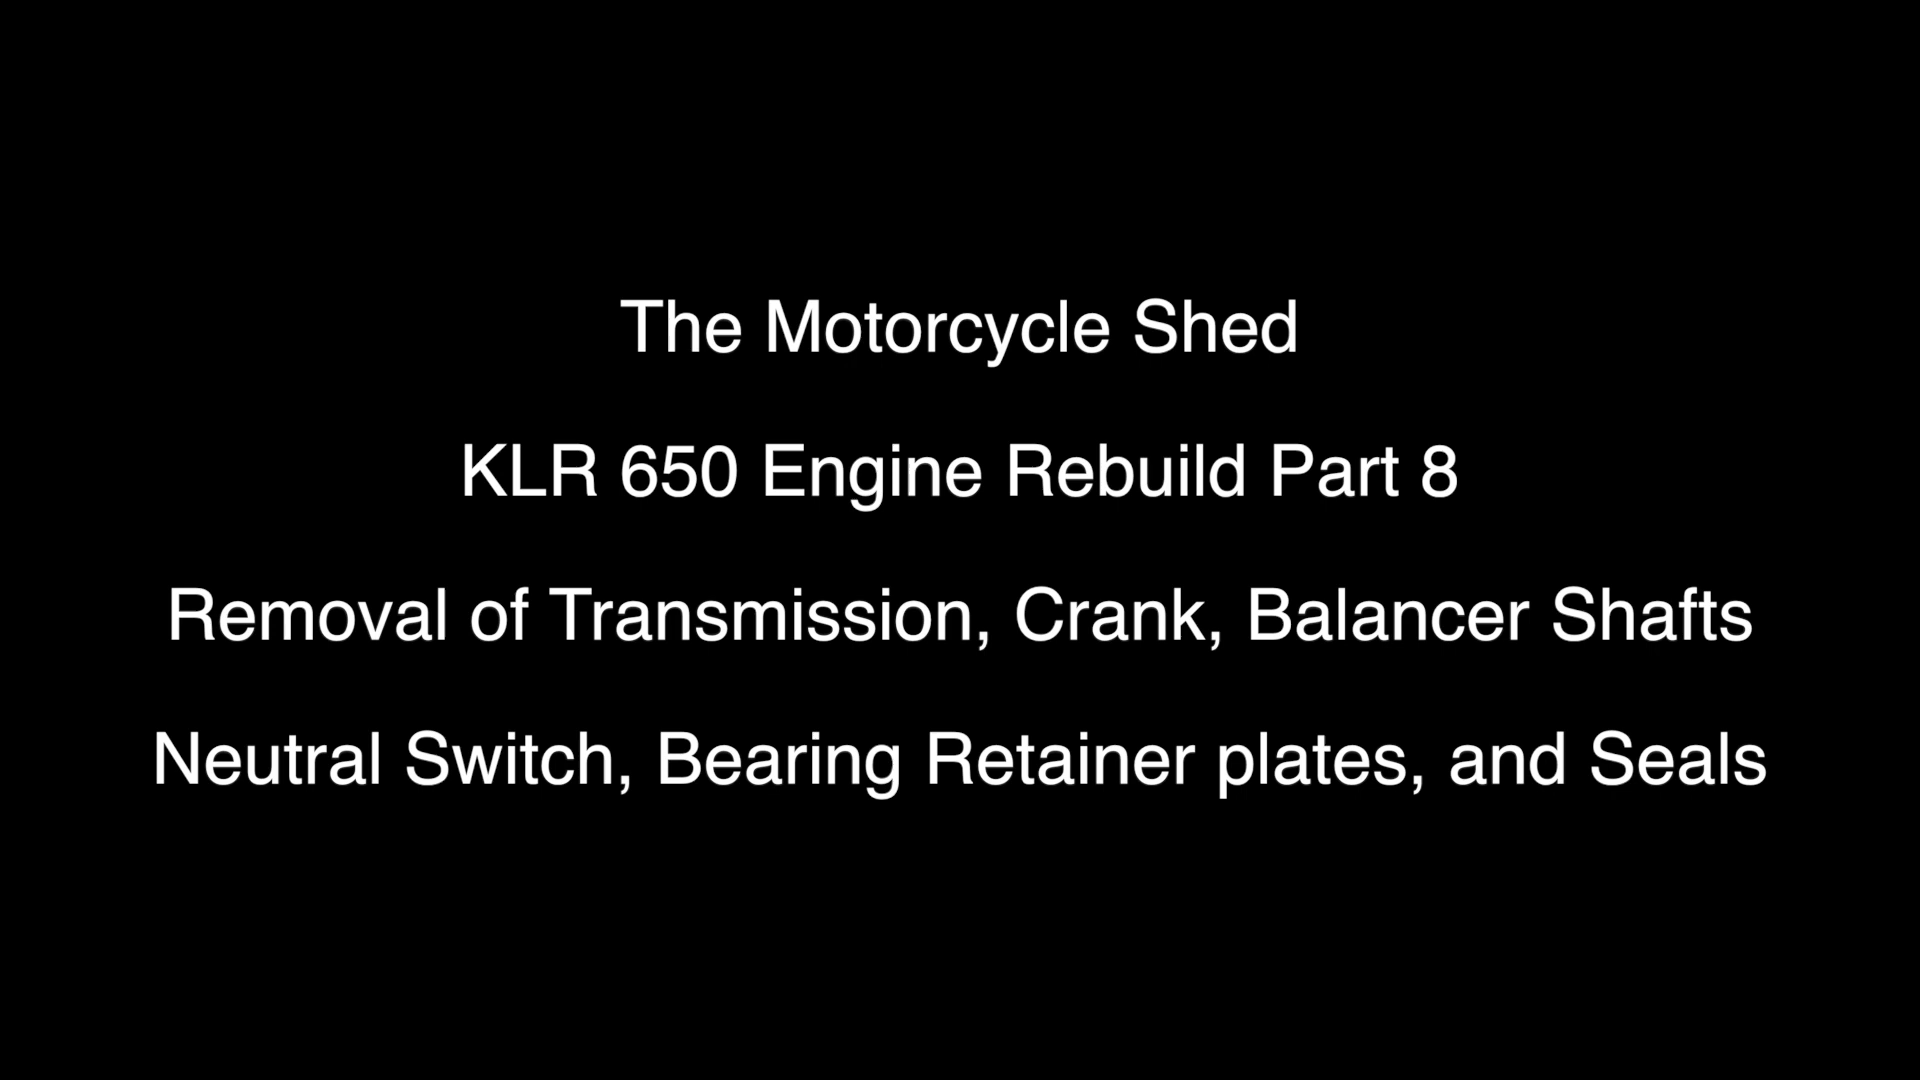 The Motorcycle Shed
KLR 650 Engine Rebuild Part 8
Removal of Transmission, Crank, Balancer Shafts
Neutral Switch, Bearing Retainer plates, and Seals